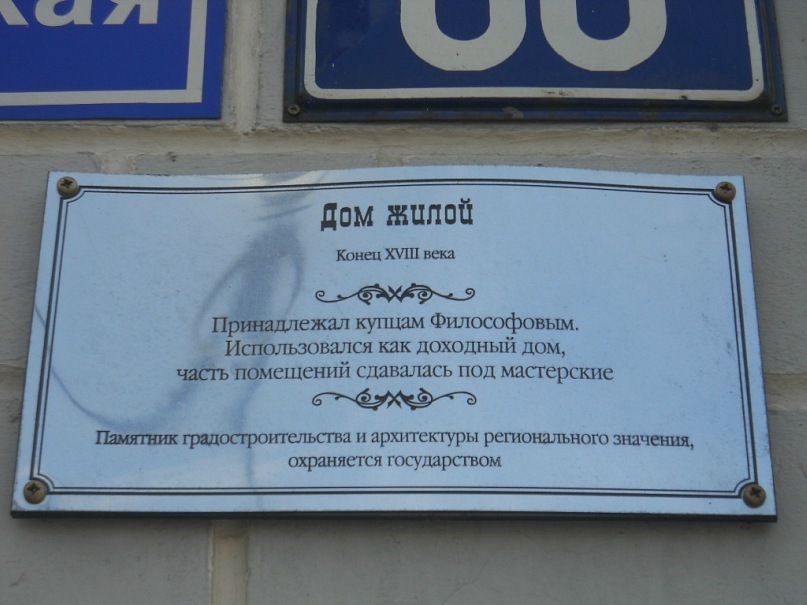 Дом жилой
Конец XVIII века
Принадлежал купцам Философовым.
Использовался как доходный дом,
часть помещений сдавалась под мастерские
Памятник градостроительства и архитектуры регионального значения,
охраняется государством